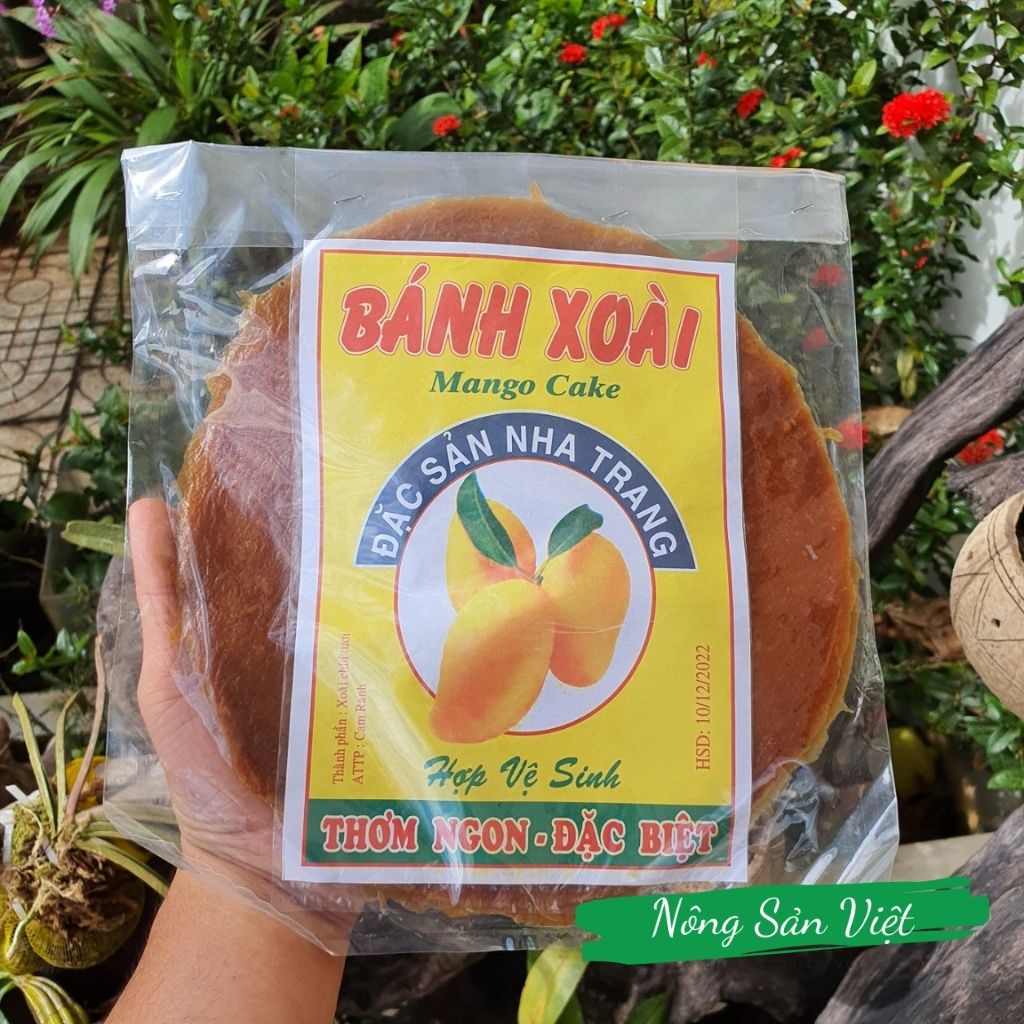 BÁNH XOÀI
Mango Cake
ĐẶC SẢN NHA TRANG
Thành phần : Xoài chín tươi
ATTP : Cam Ranh
HSD: 10/12/2022
Hợp Vệ Sinh
THƠM NGON - ĐẶC BIỆT
Nông Sản Việt